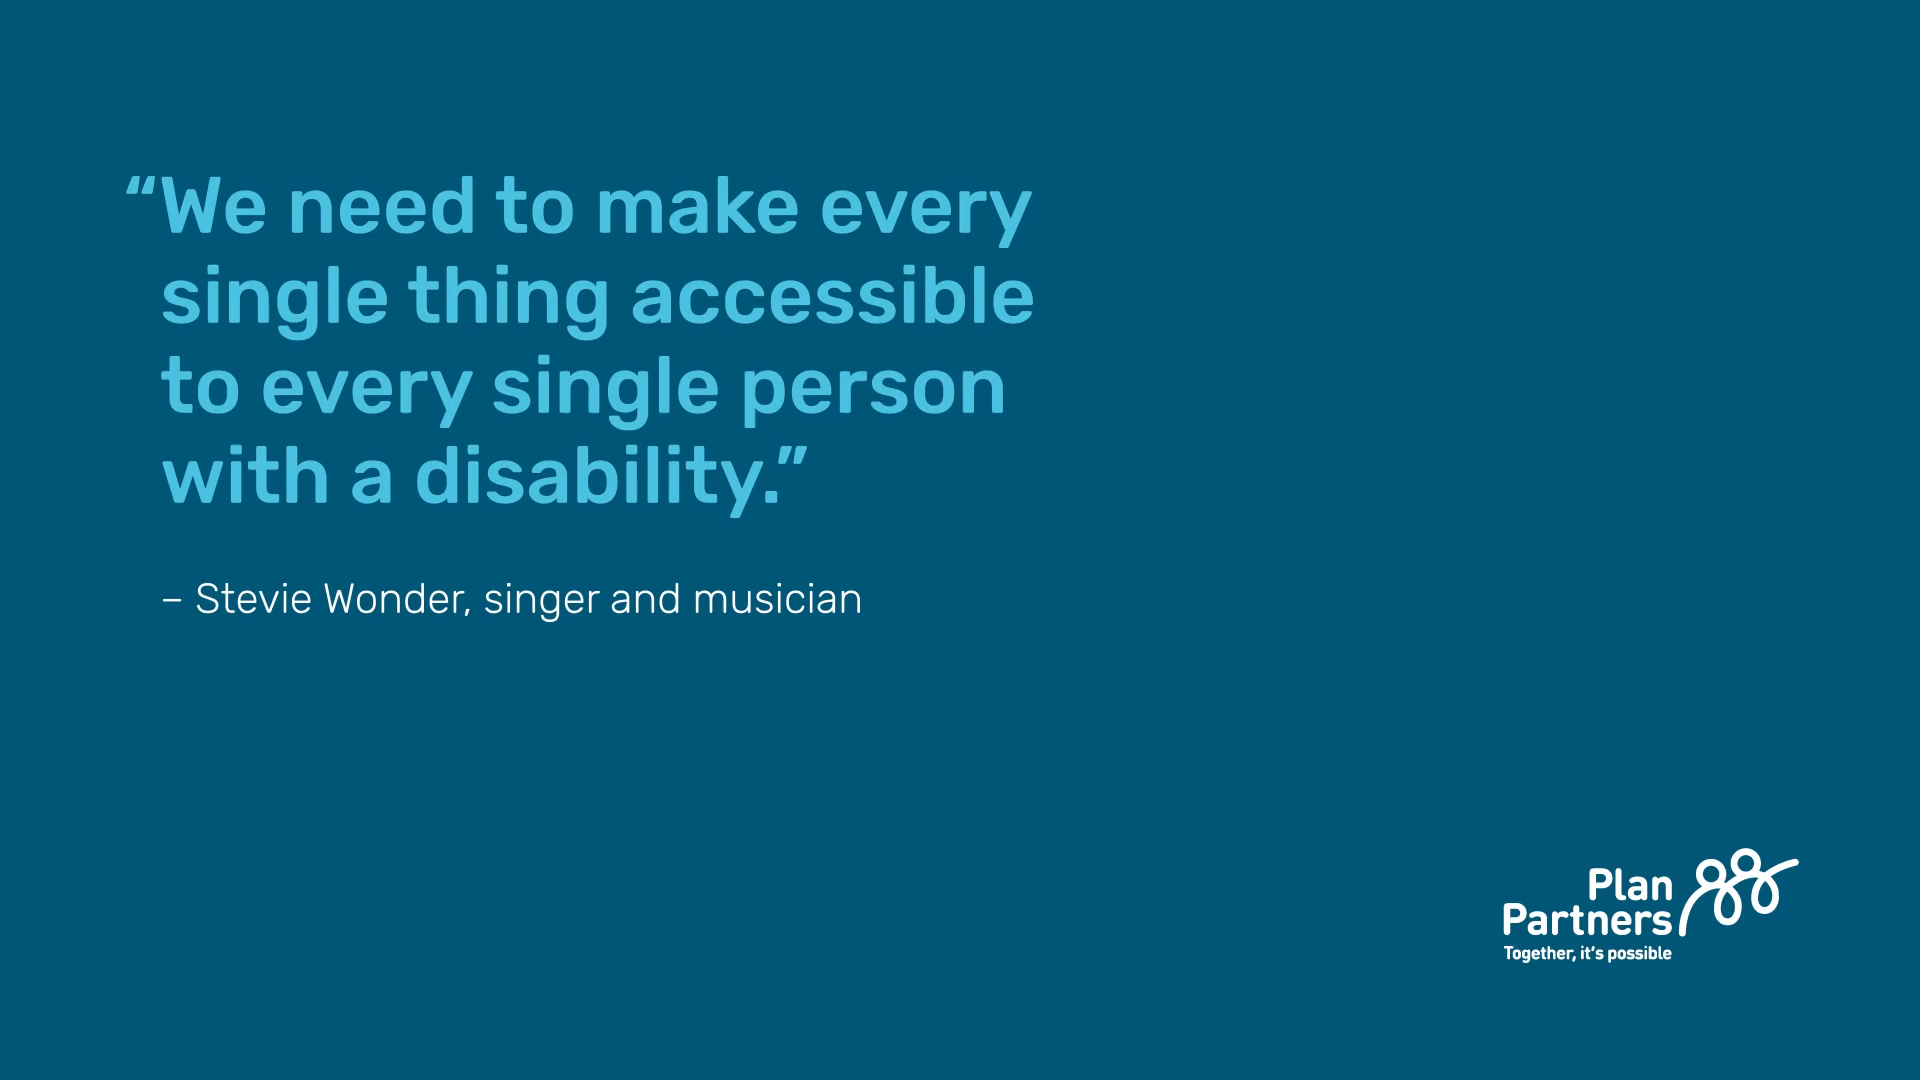 “We need to make every
single thing accessible
to every single person
with a disability.”
– Stevie Wonder, singer and musician
Plan
Partners
Together, it’s possible